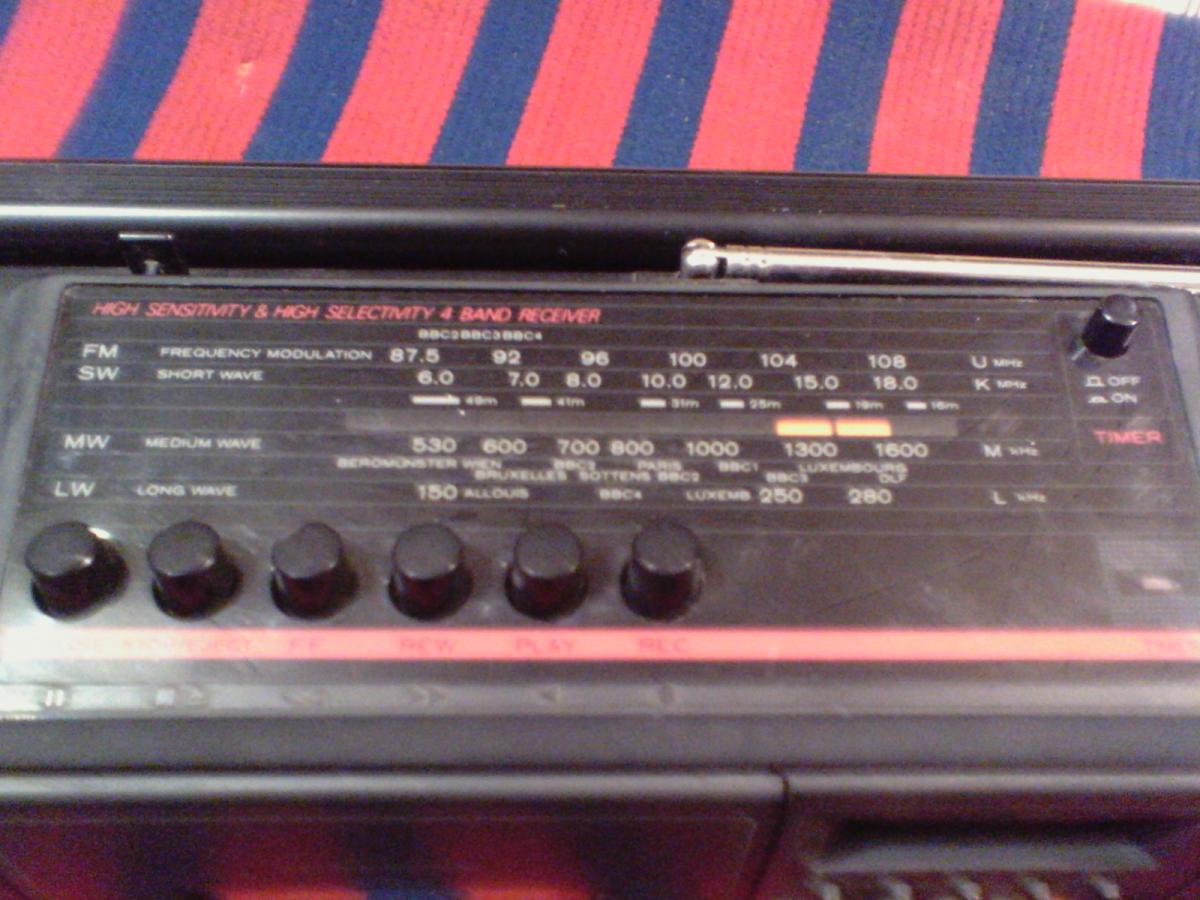 HIGH SENSITIVITY & HIGH SELECTIVITY 4 BAND RECEIVER
BBC2 BBC3 BBC4
FM FREQUENCY MODULATION 87.5 92 96 100 104 108 U MHz
SW SHORT WAVE 6.0 7.0 8.0 10.0 12.0 15.0 18.0 K MHz
49m 41m 31m 25m 19m 16m
MW MEDIUM WAVE 530 600 700 800 1000 1300 1600 M kHz
BEROMUNSTER WIEN BBC3 PARIS BBC1 LUXEMBOURG
BRUXELLES SOTTENS BBC2 BBC3 DLF
LW LONG WAVE 150 ALLOUIS BBC4 LUXEMB 250 280 L kHz
OFF
ON
TIMER
FF REW PLAY REC